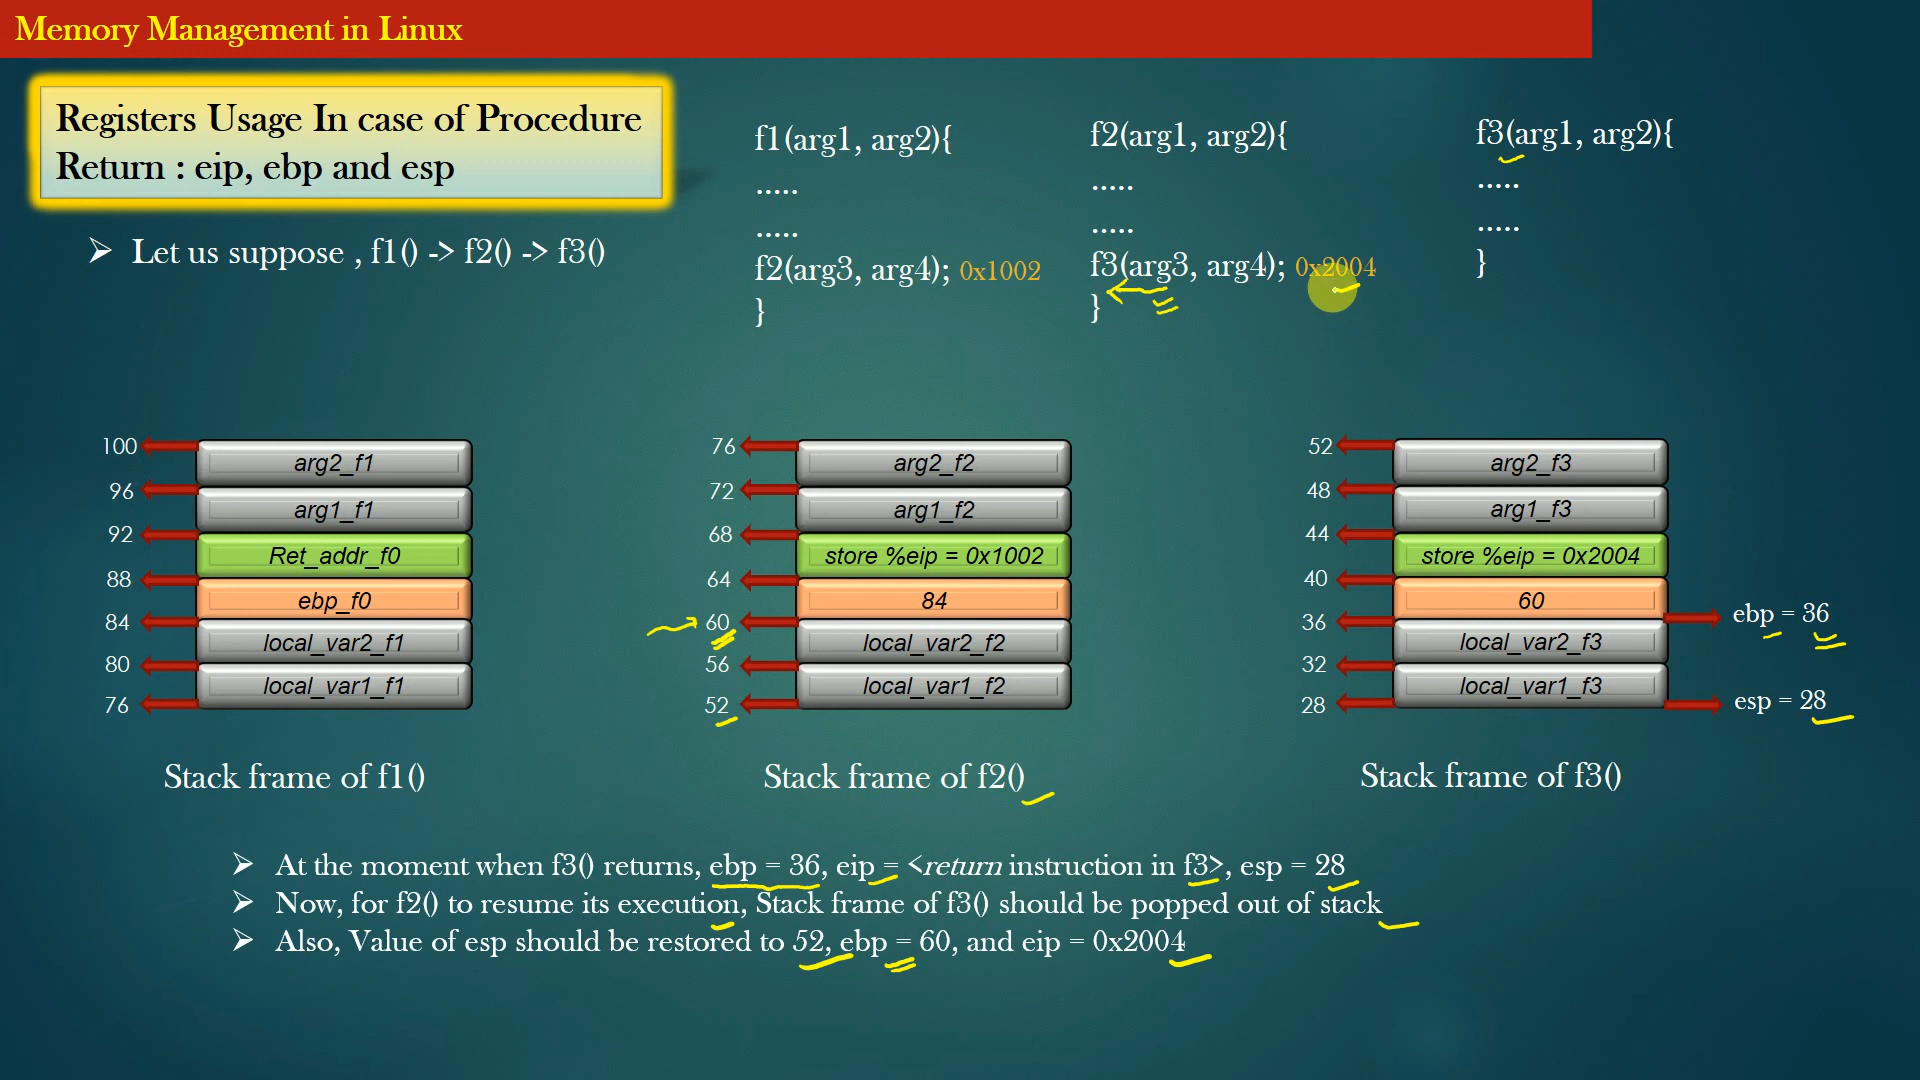 Memory Management in Linux
Registers Usage In case of Procedure
Return : eip, ebp and esp
Let us suppose , f1() -> f2() -> f3()
f1(arg1, arg2){
.....
.....
f2(arg3, arg4); 0x1002
}
f2(arg1, arg2){
.....
.....
f3(arg3, arg4); 0x2004
}
f3(arg1, arg2){
.....
.....
}
100
arg2_f1
96
arg1_f1
92
Ret_addr_f0
88
ebp_f0
84
local_var2_f1
80
local_var1_f1
76
Stack frame of f1()
76
arg2_f2
72
arg1_f2
68
store %eip = 0x1002
64
84
60
local_var2_f2
56
local_var1_f2
52
Stack frame of f2()
52
arg2_f3
48
arg1_f3
44
store %eip = 0x2004
40
60
36
ebp = 36
local_var2_f3
32
local_var1_f3
28
esp = 28
Stack frame of f3()
At the moment when f3() returns, ebp = 36, eip = <return instruction in f3>, esp = 28
Now, for f2() to resume its execution, Stack frame of f3() should be popped out of stack
Also, Value of esp should be restored to 52, ebp = 60, and eip = 0x2004